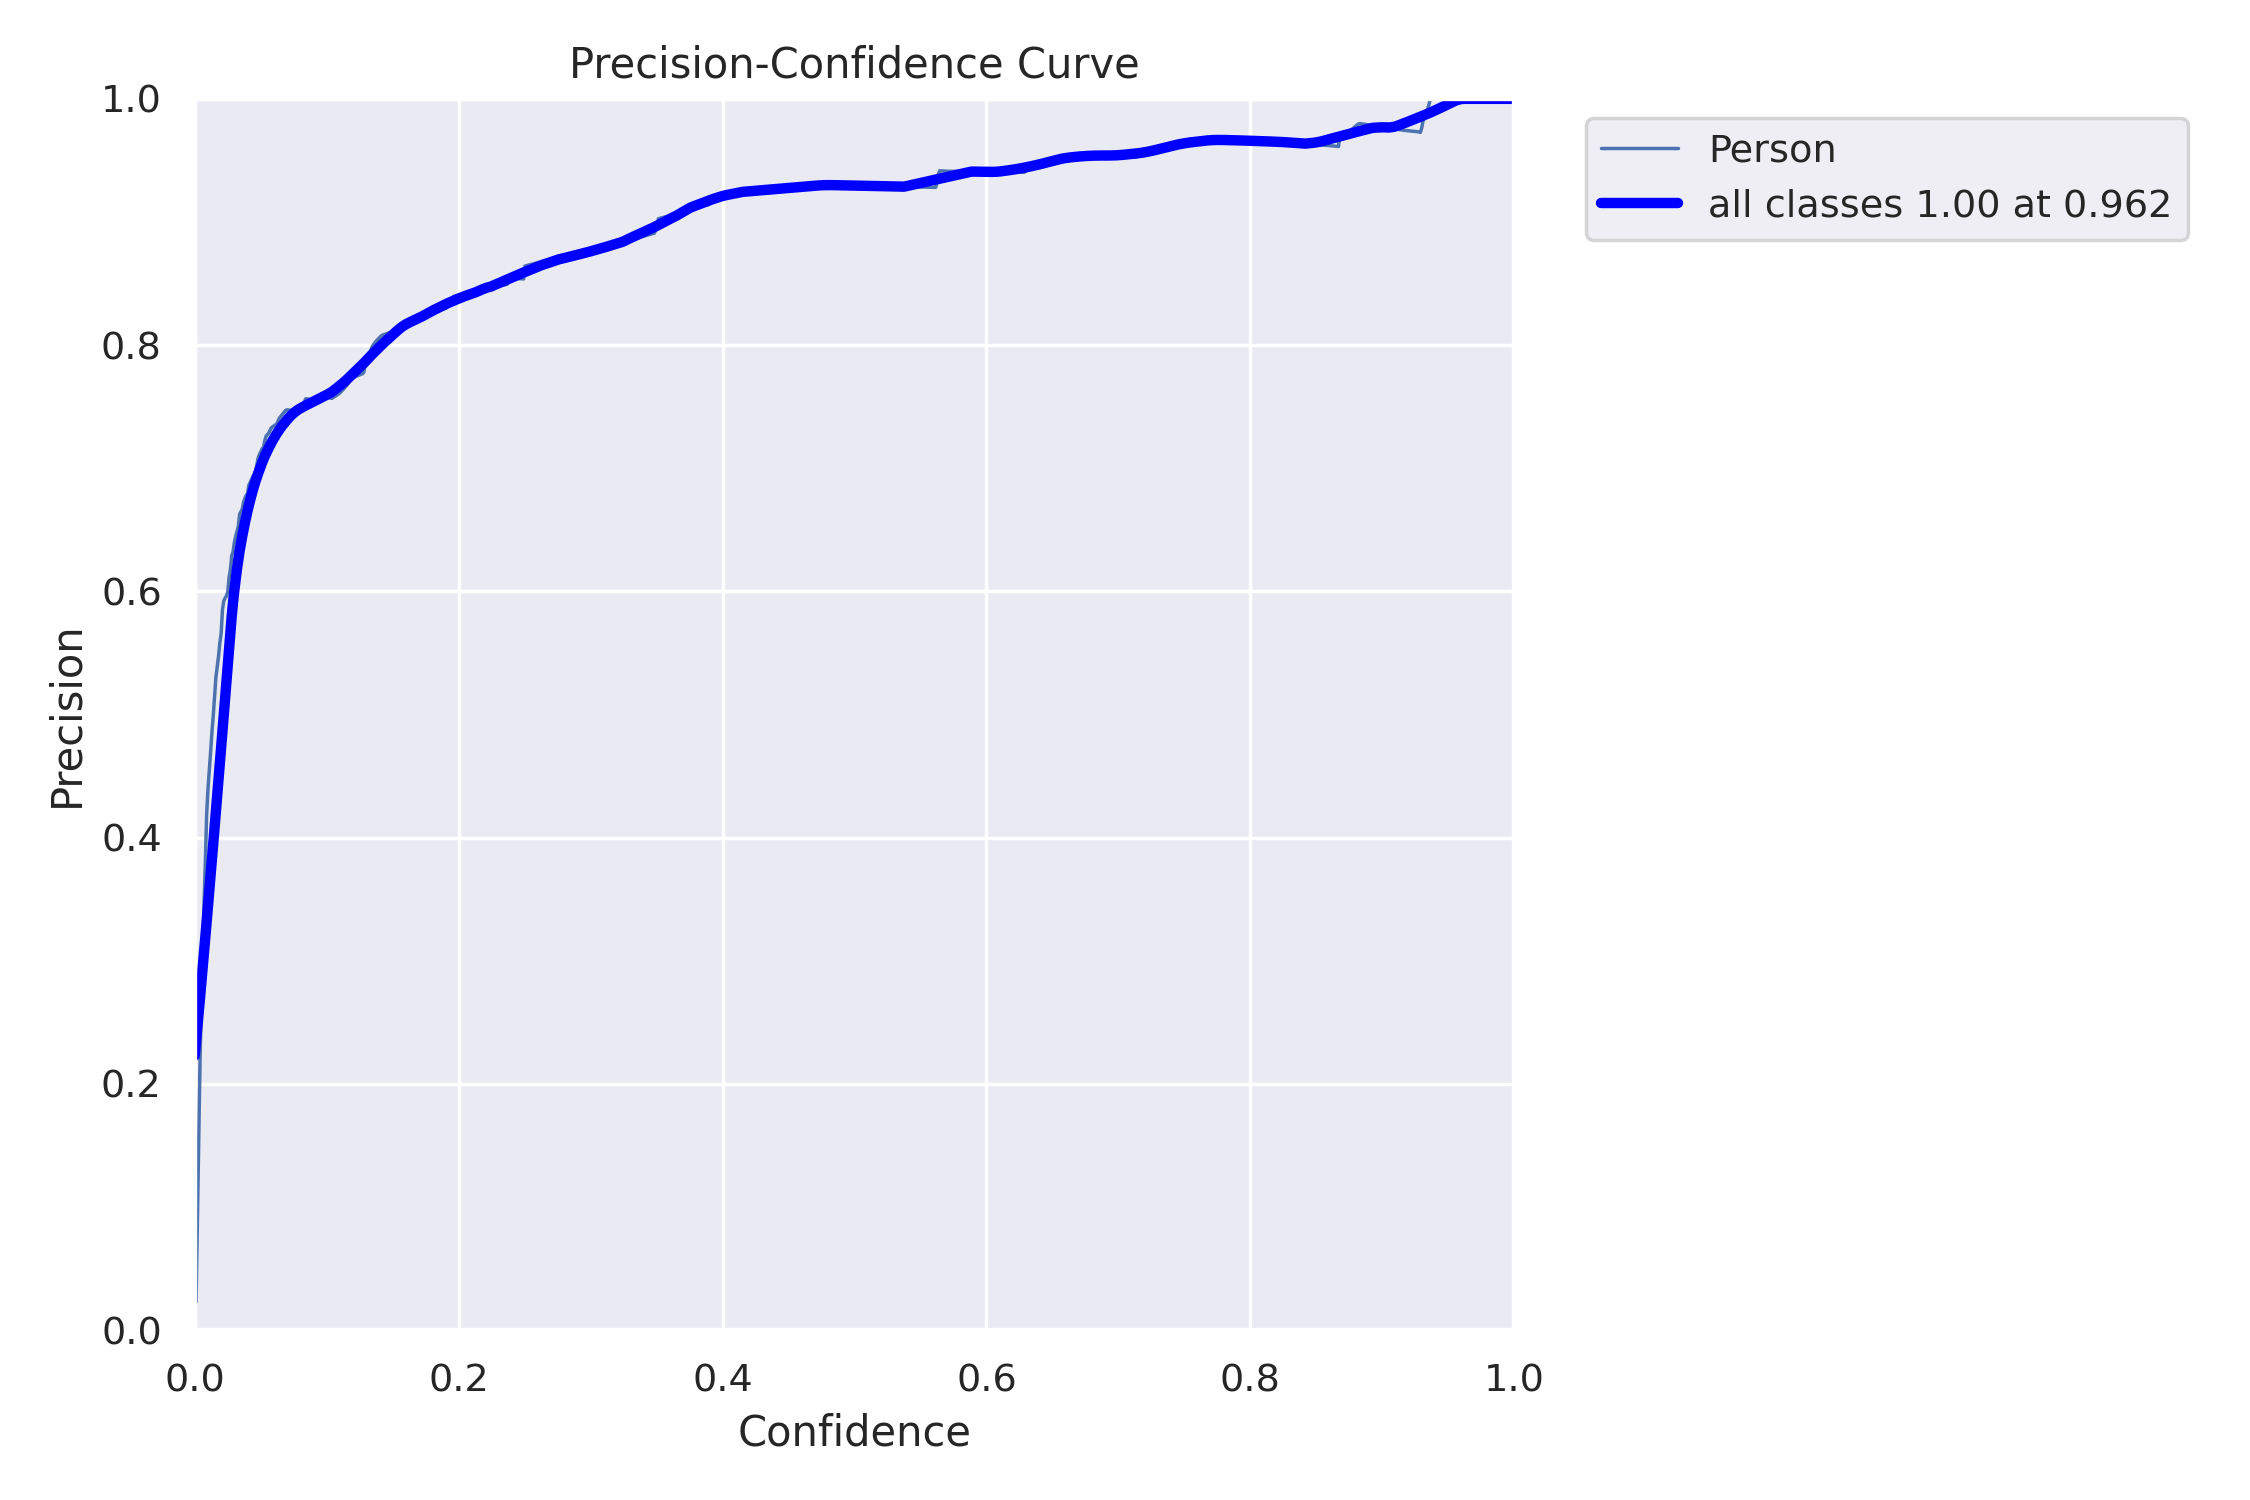 Precision-Confidence Curve
1.0
0.8
0.6
0.4
0.2
0.0
Precision
0.0 0.2 0.4 0.6 0.8 1.0
Confidence
Person
all classes 1.00 at 0.962